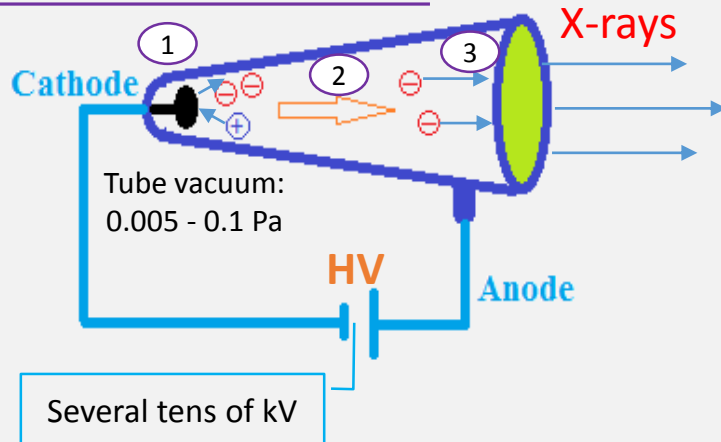 X-rays
1
2
3
Cathode
Tube vacuum:
0.005 - 0.1 Pa
HV
Anode
Several tens of kV